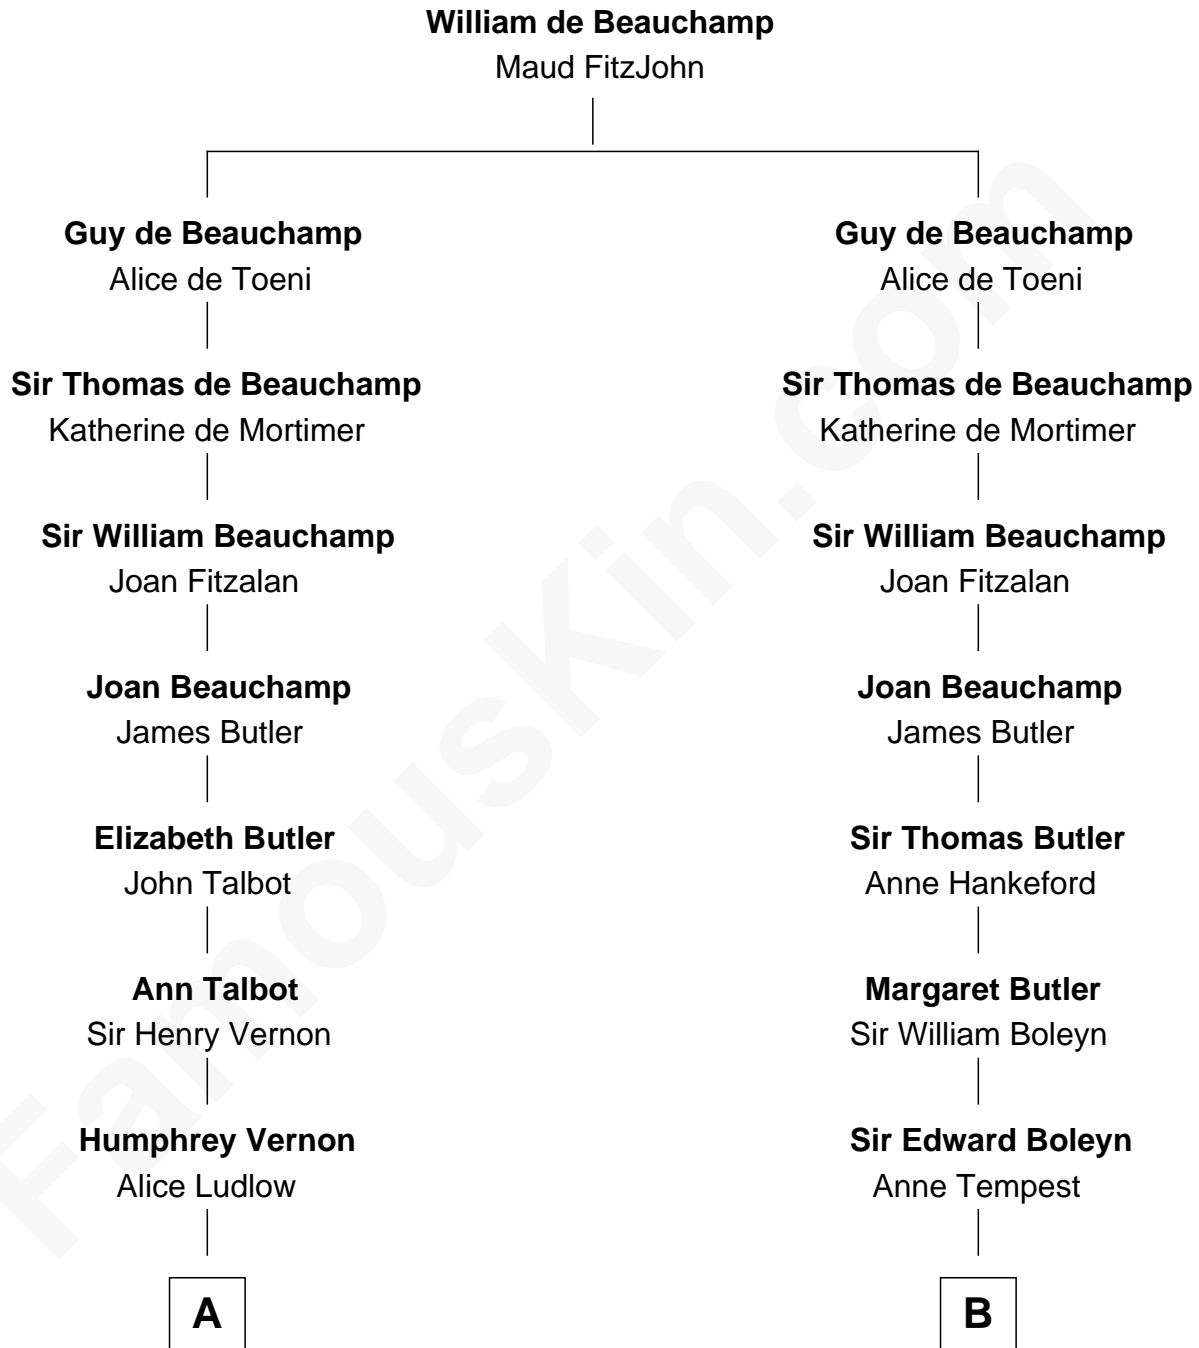 William de Beauchamp
Maud FitzJohn
Guy de Beauchamp
Alice de Toeni
Guy de Beauchamp
Alice de Toeni
Sir Thomas de Beauchamp
Katherine de Mortimer
Sir Thomas de Beauchamp
Katherine de Mortimer
Sir William Beauchamp
Joan Fitzalan
Sir William Beauchamp
Joan Fitzalan
Joan Beauchamp
James Butler
Joan Beauchamp
James Butler
Elizabeth Butler
John Talbot
Sir Thomas Butler
Anne Hankeford
Ann Talbot
Sir Henry Vernon
Margaret Butler
Sir William Boleyn
Humphrey Vernon
Alice Ludlow
Sir Edward Boleyn
Anne Tempest
A
B
FamousKin.com